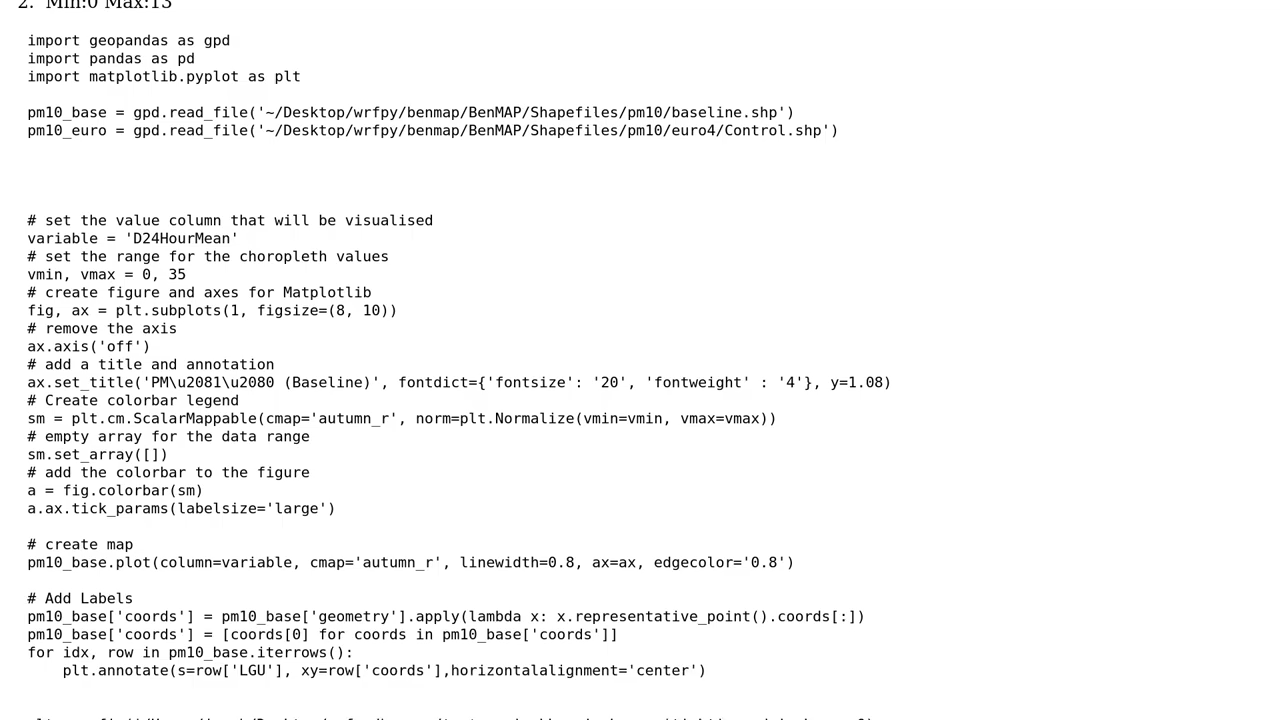 2. Min:0 Max:13
import geopandas as gpd
import pandas as pd
import matplotlib.pyplot as plt
pm10_base = gpd.read_file('~/Desktop/wrfpy/benmap/BenMAP/Shapefiles/pm10/baseline.shp')
pm10_euro = gpd.read_file('~/Desktop/wrfpy/benmap/BenMAP/Shapefiles/pm10/euro4/Control.shp')
# set the value column that will be visualised
variable = 'D24HourMean'
# set the range for the choropleth values
vmin, vmax = 0, 35
# create figure and axes for Matplotlib
fig, ax = plt.subplots(1, figsize=(8, 10))
# remove the axis
ax.axis('off')
# add a title and annotation
ax.set_title('PM\u2081\u2080 (Baseline)', fontdict={'fontsize': '20', 'fontweight' : '4'}, y=1.08)
# Create colorbar legend
sm = plt.cm.ScalarMappable(cmap='autumn_r', norm=plt.Normalize(vmin=vmin, vmax=vmax))
# empty array for the data range
sm.set_array([])
# add the colorbar to the figure
a = fig.colorbar(sm)
a.ax.tick_params(labelsize='large')
# create map
pm10_base.plot(column=variable, cmap='autumn_r', linewidth=0.8, ax=ax, edgecolor='0.8')
# Add Labels
pm10_base['coords'] = pm10_base['geometry'].apply(lambda x: x.representative_point().coords[:])
pm10_base['coords'] = [coords[0] for coords in pm10_base['coords']]
for idx, row in pm10_base.iterrows():
    plt.annotate(s=row['LGU'], xy=row['coords'],horizontalalignment='center')